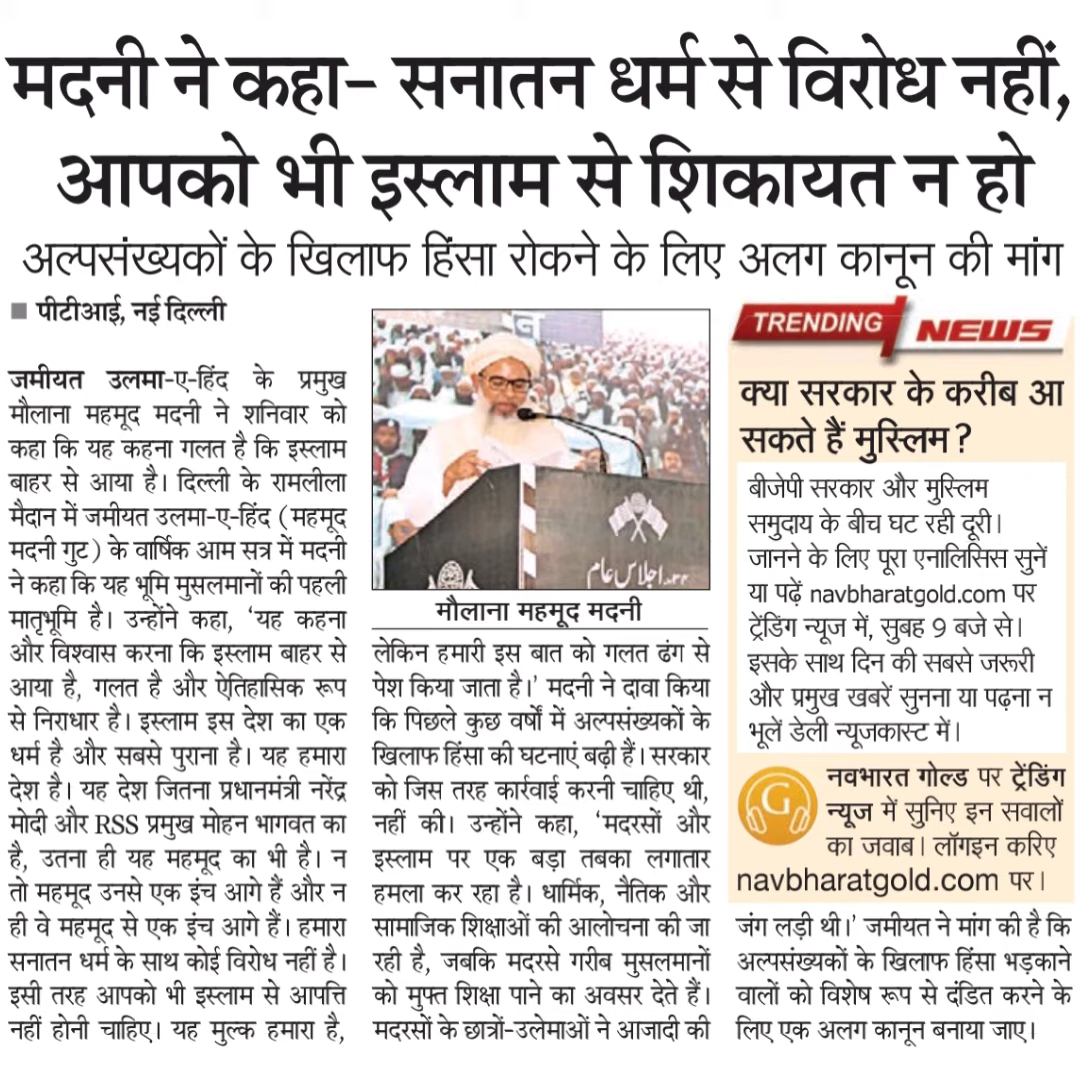 मदनी ने कहा- सनातन धर्म से विरोध नहीं,
आपको भी इस्लाम से शिकायत न हो
अल्पसंख्यकों के खिलाफ हिंसा रोकने के लिए अलग कानून की मांग
■ पीटीआई, नई दिल्ली
जमीयत उलमा-ए-हिंद के प्रमुख
मौलाना महमूद मदनी ने शनिवार को
कहा कि यह कहना गलत है कि इस्लाम
बाहर से आया है। दिल्ली के रामलीला
मैदान में जमीयत उलमा-ए-हिंद (महमूद
मदनी गुट) के वार्षिक आम सत्र में मदनी
ने कहा कि यह भूमि मुसलमानों की पहली
मातृभूमि है। उन्होंने कहा, 'यह कहना
और विश्वास करना कि इस्लाम बाहर से
आया है, गलत है और ऐतिहासिक रूप
से निराधार है। इस्लाम इस देश का एक
धर्म है और सबसे पुराना है। यह हमारा
देश है। यह देश जितना प्रधानमंत्री नरेंद्र
मोदी और RSS प्रमुख मोहन भागवत का
है, उतना ही यह महमूद का भी है। न
तो महमूद उनसे एक इंच आगे हैं और न
ही वे महमूद से एक इंच आगे हैं। हमारा
सनातन धर्म के साथ कोई विरोध नहीं है।
इसी तरह आपको भी इस्लाम से आपत्ति
नहीं होनी चाहिए। यह मुल्क हमारा है,
اجلاس عام
मौलाना महमूद मदनी
लेकिन हमारी इस बात को गलत ढंग से
पेश किया जाता है।' मदनी ने दावा किया
कि पिछले कुछ वर्षों में अल्पसंख्यकों के
खिलाफ हिंसा की घटनाएं बढ़ी हैं। सरकार
को जिस तरह कार्रवाई करनी चाहिए थी,
नहीं की। उन्होंने कहा, 'मदरसों और
इस्लाम पर एक बड़ा तबका लगातार
हमला कर रहा है। धार्मिक, नैतिक और
सामाजिक शिक्षाओं की आलोचना की जा
रही है, जबकि मदरसे गरीब मुसलमानों
को मुफ्त शिक्षा पाने का अवसर देते हैं।
मदरसों के छात्रों-उलेमाओं ने आजादी की
TRENDING NEWS
क्या सरकार के करीब आ
सकते हैं मुस्लिम?
बीजेपी सरकार और मुस्लिम
समुदाय के बीच घट रही दूरी।
जानने के लिए पूरा एनालिसिस सुनें
या पढ़ें navbharatgold.com पर
ट्रेंडिंग न्यूज में, सुबह 9 बजे से।
इसके साथ दिन की सबसे जरूरी
और प्रमुख खबरें सुनना या पढ़ना न
भूलें डेली न्यूजकास्ट में।
G
नवभारत गोल्ड पर ट्रेंडिंग
न्यूज में सुनिए इन सवालों
का जवाब। लॉगइन करिए
navbharatgold.com पर।
जंग लड़ी थी।' जमीयत ने मांग की है कि
अल्पसंख्यकों के खिलाफ हिंसा भड़काने
वालों को विशेष रूप से दंडित करने के
लिए एक अलग कानून बनाया जाए।